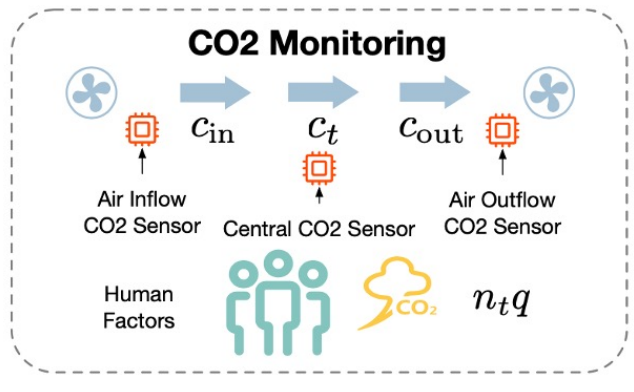 CO2 Monitoring
c_in c_t c_out
Air Inflow
CO2 Sensor
Central CO2 Sensor
Air Outflow
CO2 Sensor
Human
Factors
CO₂
n_t q